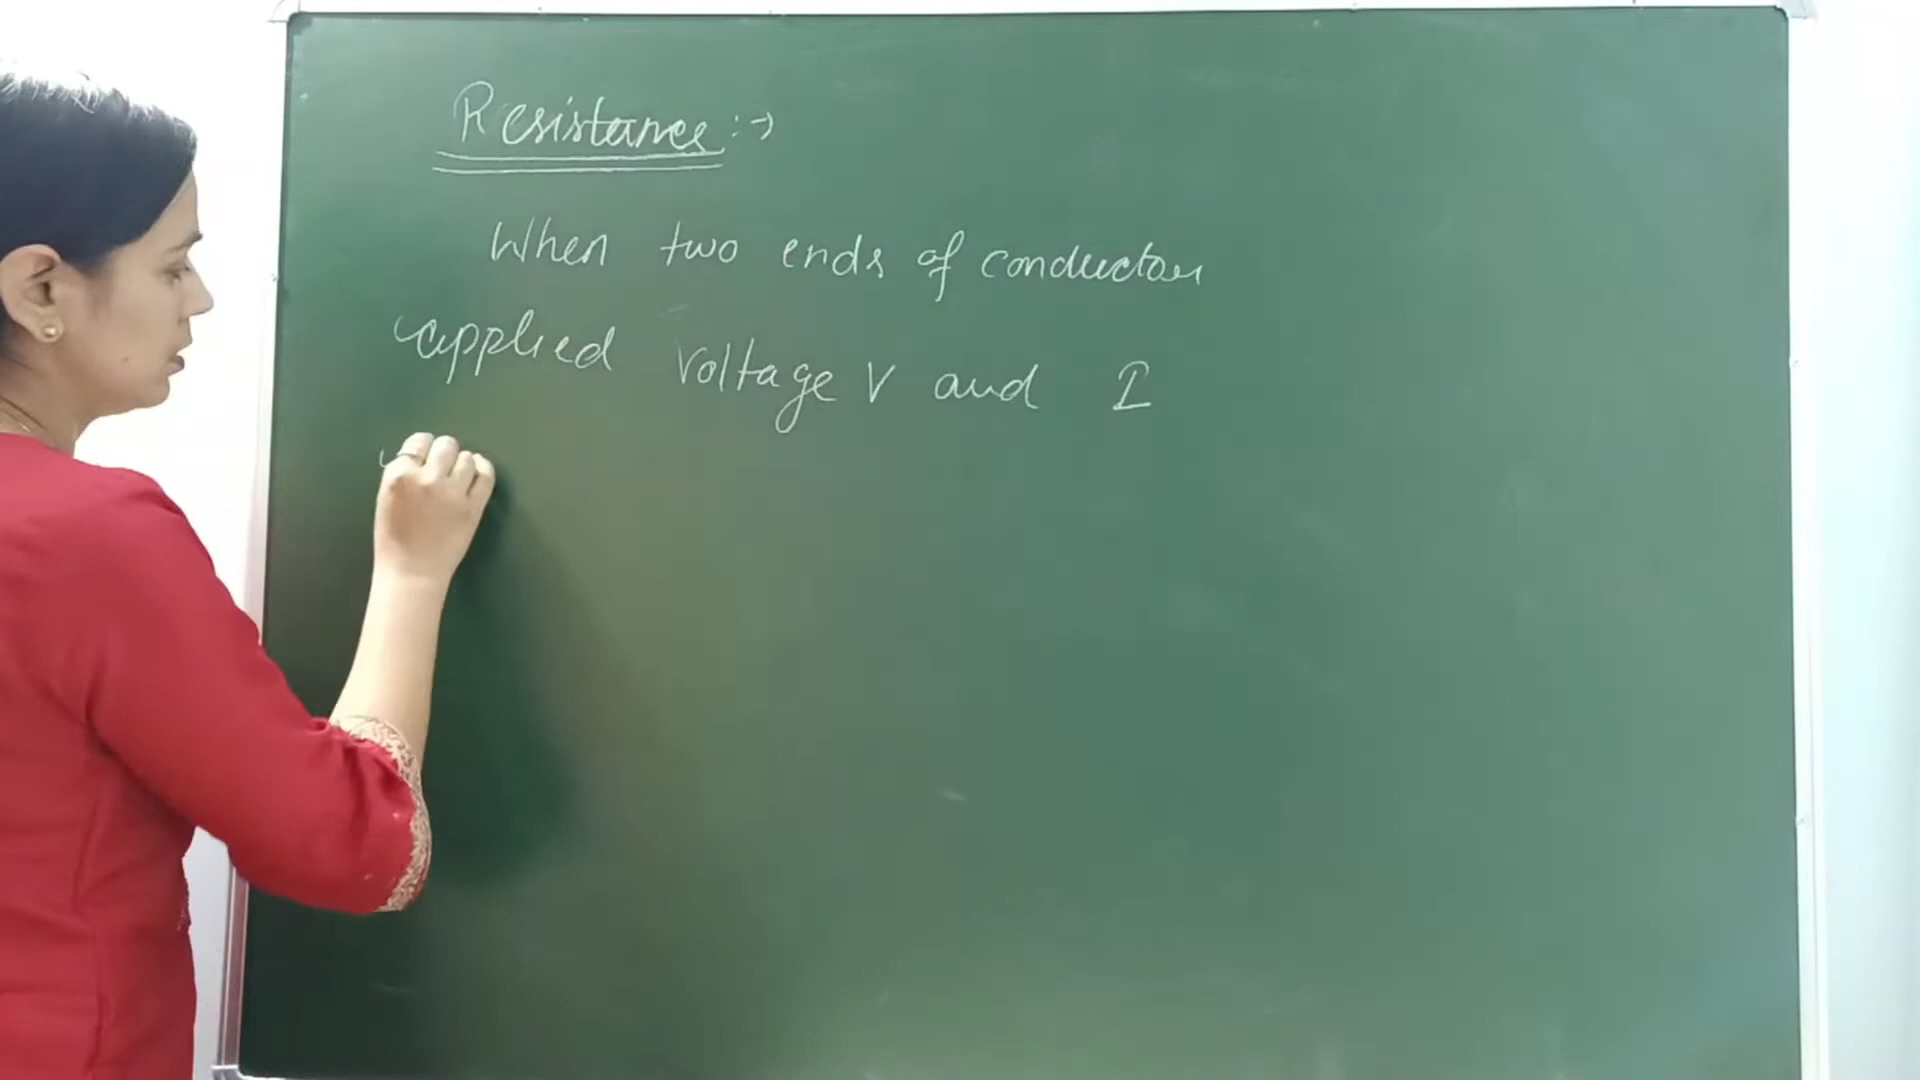 Resistance :→
When two ends of conductor
applied voltage V and I